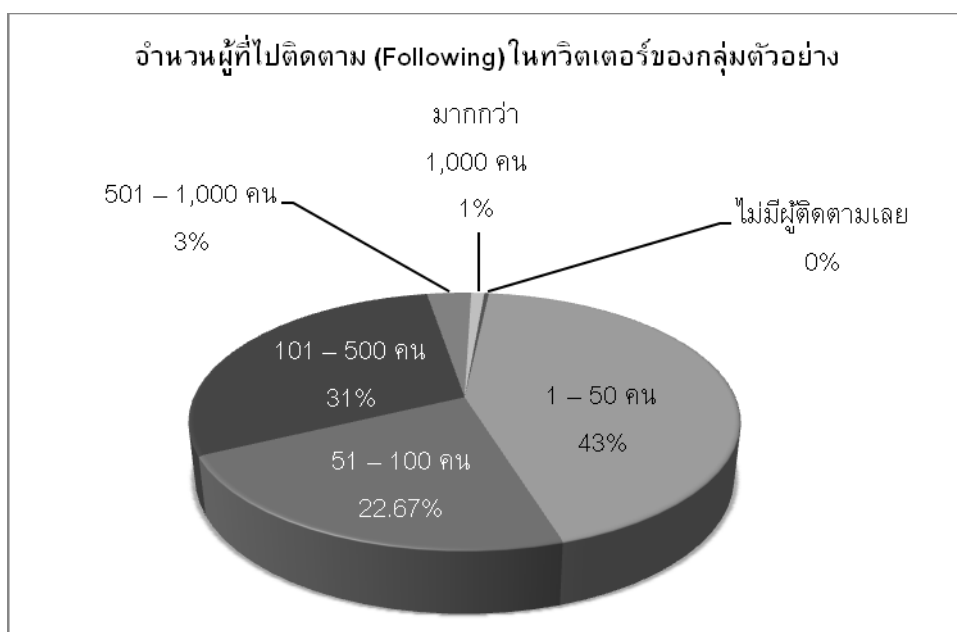 จำนวนผู้ที่ไปติดตาม (Following) ในทวิตเตอร์ของกลุ่มตัวอย่าง
มากกว่า
1,000 คน
1%
501 – 1,000 คน
3%
ไม่มีผู้ติดตามเลย
0%
101 – 500 คน
31%
1 – 50 คน
43%
51 – 100 คน
22.67%